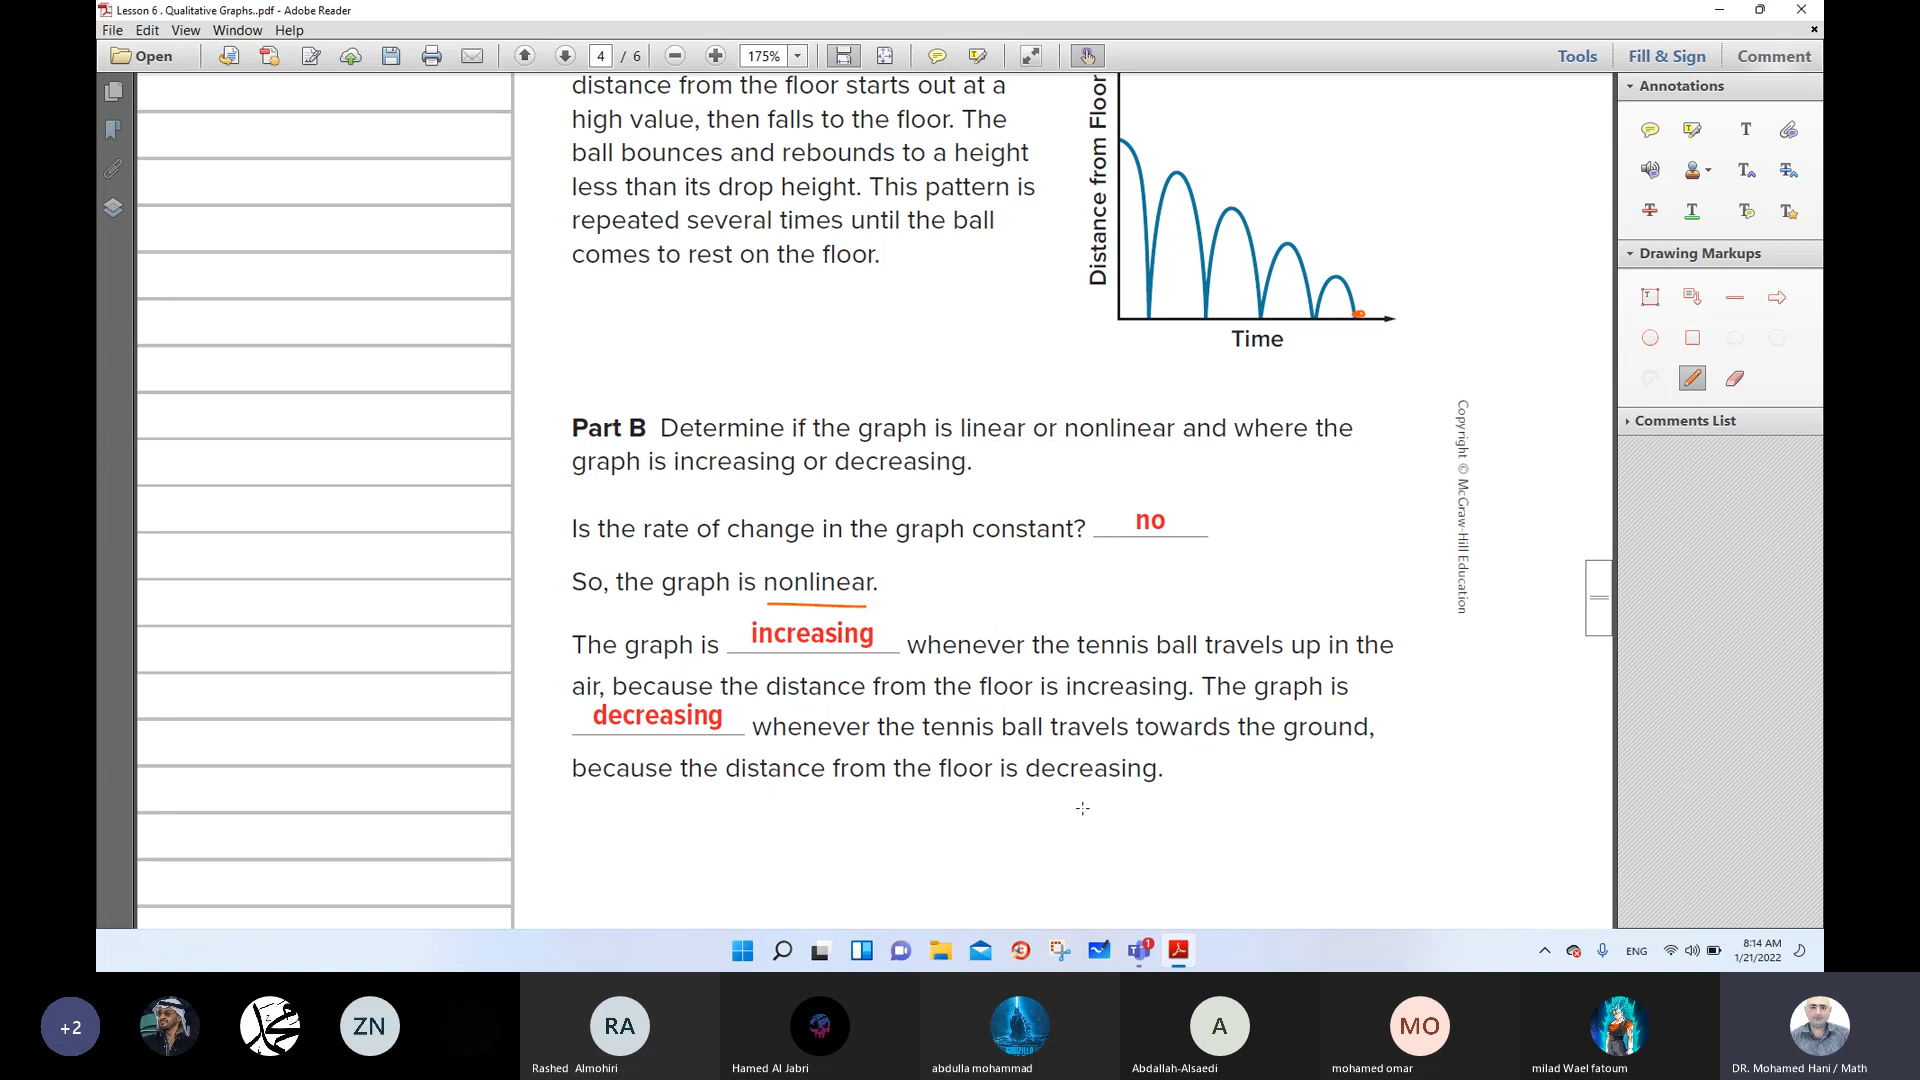 Lesson 6 . Qualitative Graphs..pdf - Adobe Reader
File Edit View Window Help
Open 4 / 6 175% Tools Fill & Sign Comment
distance from the floor starts out at a
high value, then falls to the floor. The
ball bounces and rebounds to a height
less than its drop height. This pattern is
repeated several times until the ball
comes to rest on the floor.
Distance from Floor
Time
Part B Determine if the graph is linear or nonlinear and where the
graph is increasing or decreasing.
Is the rate of change in the graph constant? no
So, the graph is nonlinear.
The graph is increasing whenever the tennis ball travels up in the
air, because the distance from the floor is increasing. The graph is
decreasing whenever the tennis ball travels towards the ground,
because the distance from the floor is decreasing.
Copyright © McGraw-Hill Education
Annotations
Drawing Markups
Comments List
ENG
8:14 AM
1/21/2022
+2
ZN
RA
A
MO
Rashed Almohiri
Hamed Al Jabri
abdulla mohammad
Abdallah-Alsaedi
mohamed omar
milad Wael fatoum
DR. Mohamed Hani / Math